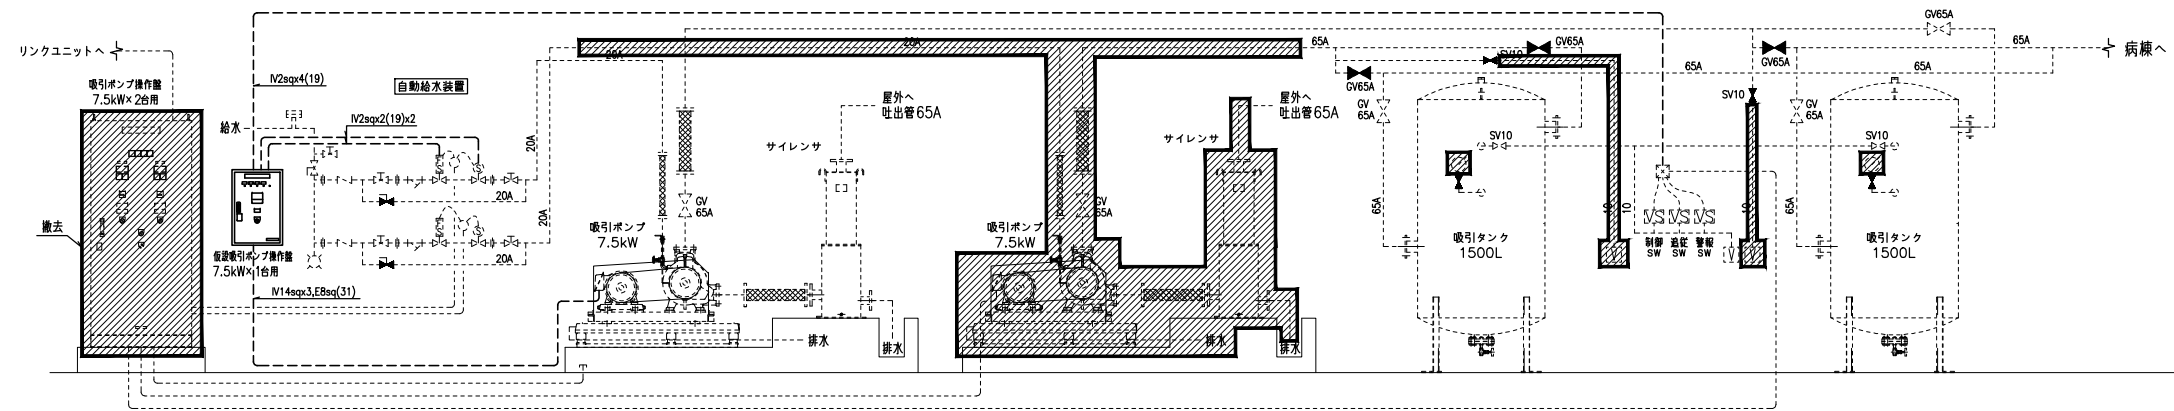 リンクユニットへ
吸引ポンプ操作盤
7.5kW×2台用
撤去
給水
IV2sqx4(19)
自動給水装置
IV2sqx2(19)x2
仮設吸引ポンプ操作盤
7.5kW×1台用
IV14sqx3,E8sq(31)
20A
20A
20A
20A
20A
20A
吸引ポンプ
7.5kW
GV
65A
サイレンサ
屋外へ
吐出管65A
排水
排水
吸引ポンプ
7.5kW
GV
65A
サイレンサ
屋外へ
吐出管65A
排水
排水
65A
GV65A
GV65A
SV10
GV
65A
65A
SV10
吸引タンク
1500L
10
10
制御
SW
追従
SW
警報
SW
65A
65A
GV65A
GV65A
65A
65A
SV10
GV
65A
10
65A
SV10
吸引タンク
1500L
病棟へ